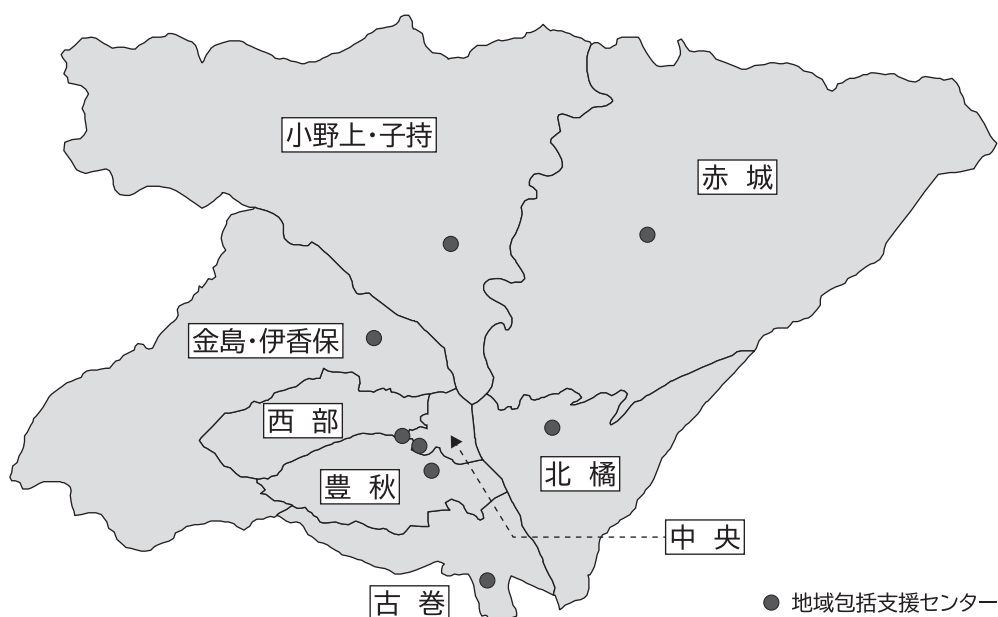 小野上・子持
赤城
金島・伊香保
西部
豊秋
北橘
中央
古巻
地域包括支援センター